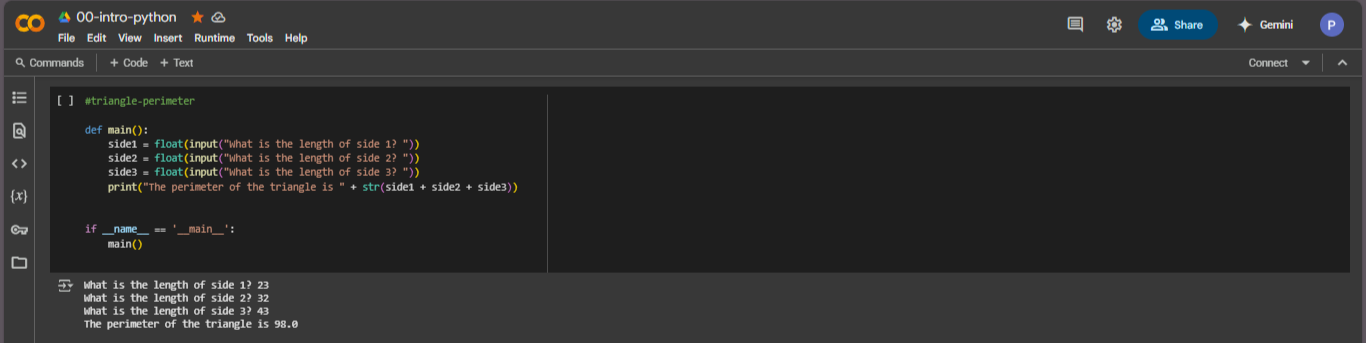 00-intro-python
File Edit View Insert Runtime Tools Help
Share
Gemini
P
Commands + Code + Text
Connect
[ ] #triangle-perimeter
def main():
    side1 = float(input("What is the length of side 1? "))
    side2 = float(input("What is the length of side 2? "))
    side3 = float(input("What is the length of side 3? "))
    print("The perimeter of the triangle is " + str(side1 + side2 + side3))
if __name__ == '__main__':
    main()
{x}
What is the length of side 1? 23
What is the length of side 2? 32
What is the length of side 3? 43
The perimeter of the triangle is 98.0